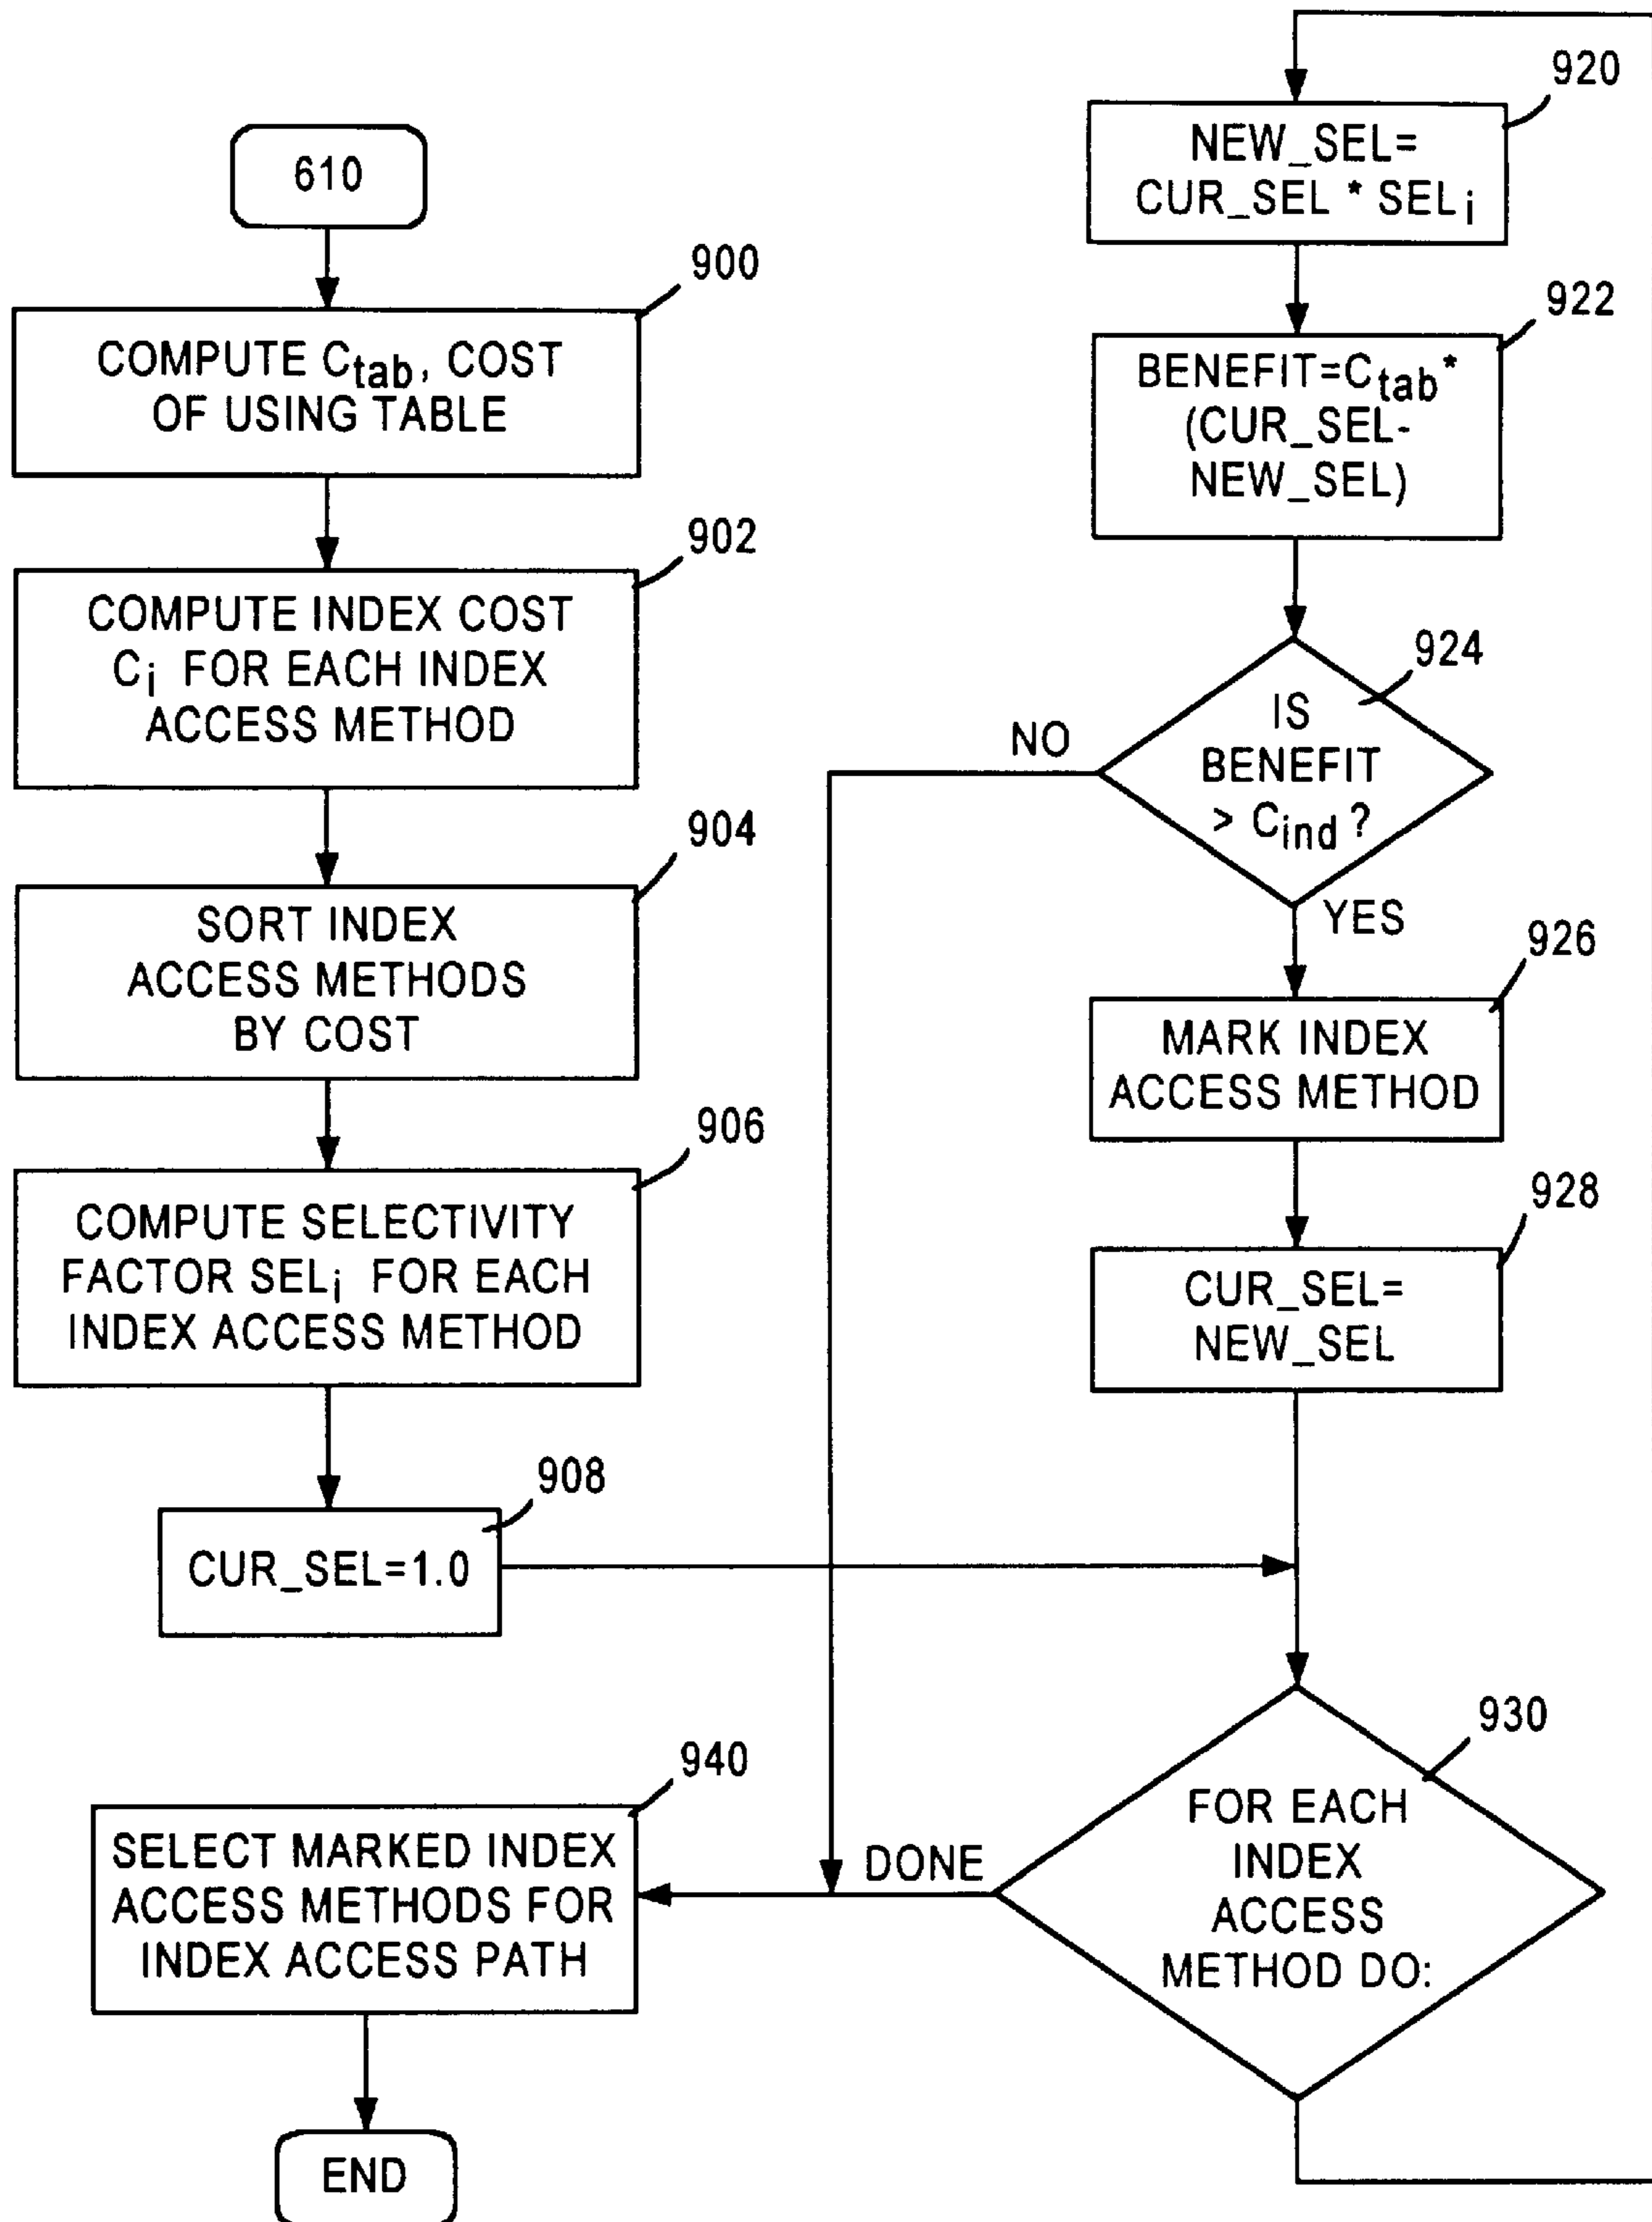 610
900
COMPUTE Ctab, COST
OF USING TABLE
902
COMPUTE INDEX COST
Ci FOR EACH INDEX
ACCESS METHOD
904
SORT INDEX
ACCESS METHODS
BY COST
906
COMPUTE SELECTIVITY
FACTOR SELi FOR EACH
INDEX ACCESS METHOD
908
CUR_SEL=1.0
940
SELECT MARKED INDEX
ACCESS METHODS FOR
INDEX ACCESS PATH
END
920
NEW_SEL=
CUR_SEL * SELi
922
BENEFIT=Ctab*
(CUR_SEL-
NEW_SEL)
924
IS
BENEFIT
> Cind ?
NO
YES
926
MARK INDEX
ACCESS METHOD
928
CUR_SEL=
NEW_SEL
930
FOR EACH
INDEX
ACCESS
METHOD DO:
DONE